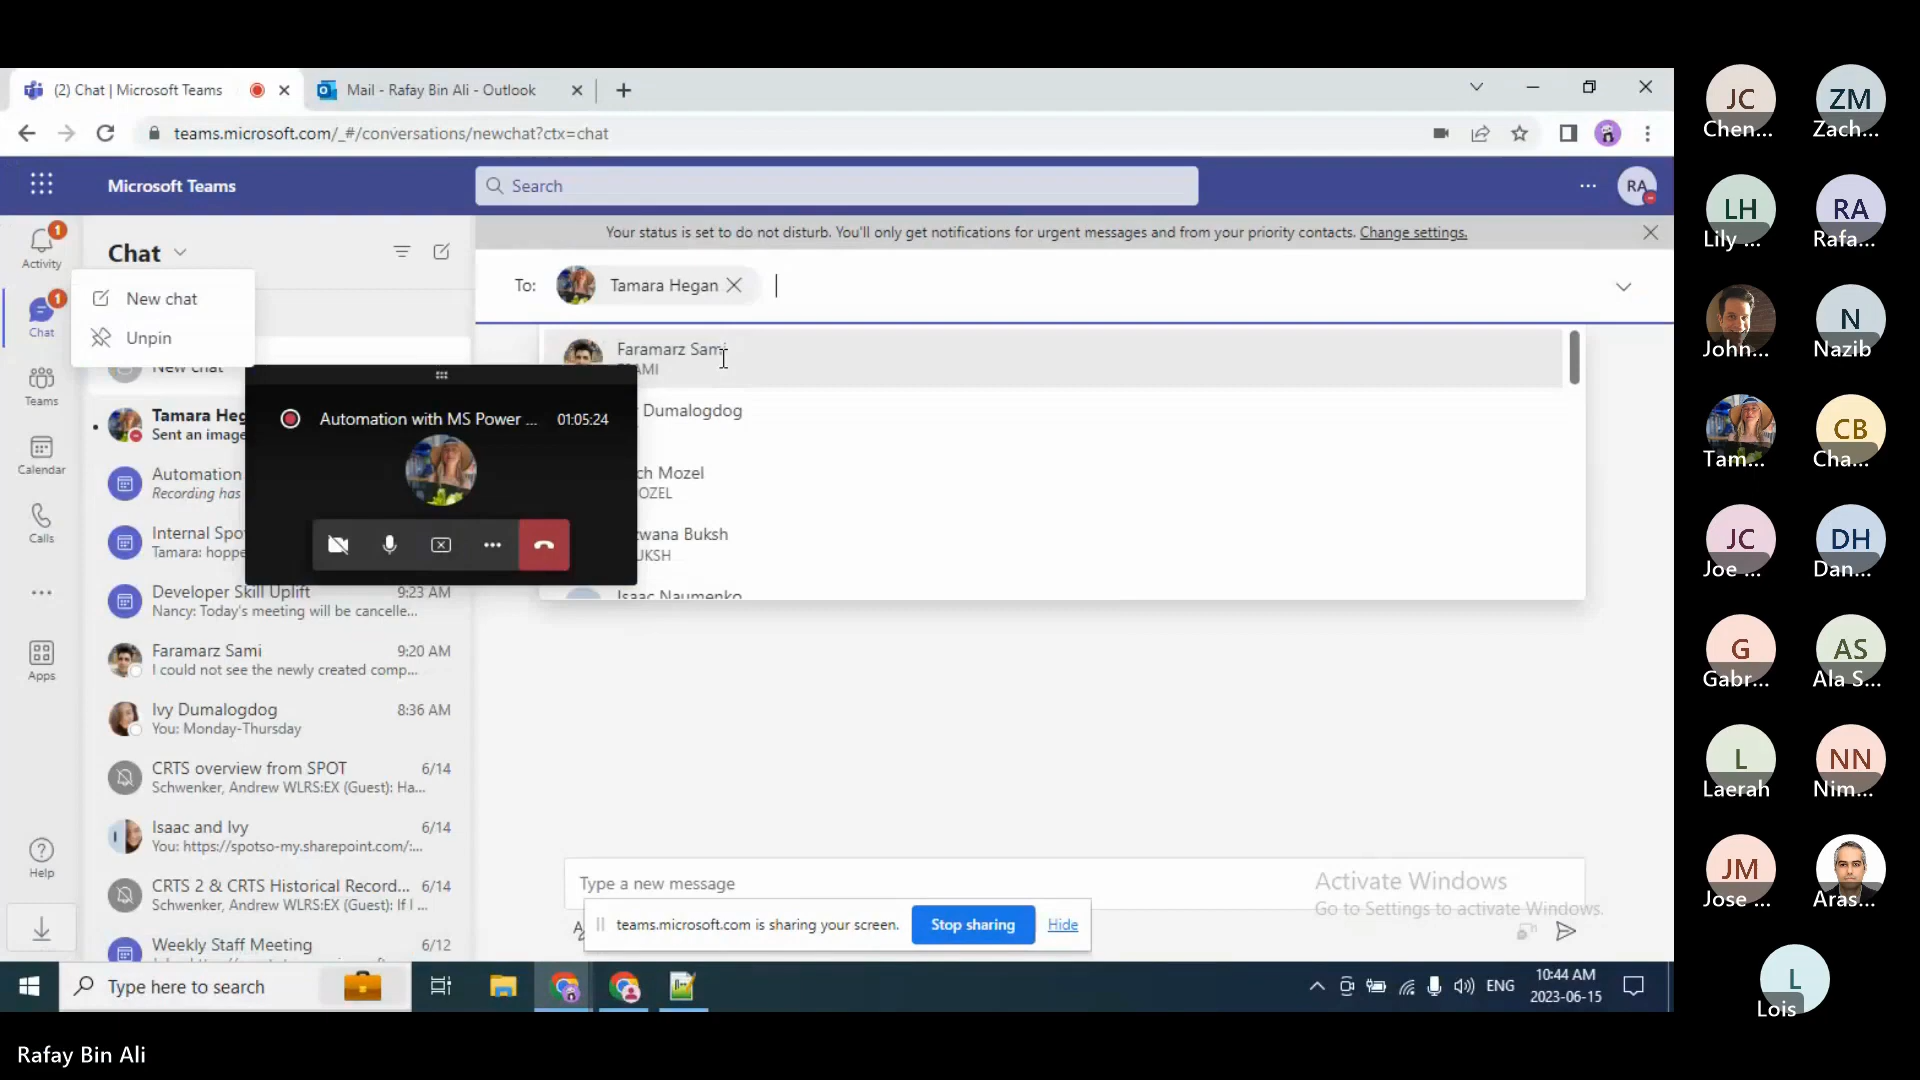 (2) Chat | Microsoft Teams
Mail - Rafay Bin Ali - Outlook
teams.microsoft.com/_#/conversations/newchat?ctx=chat
Microsoft Teams
Search
RA
Your status is set to do not disturb. You'll only get notifications for urgent messages and from your priority contacts. Change settings.
1
Activity
1
Chat
Teams
Calendar
Calls
Apps
Help
Chat
New chat
Unpin
New chat
Tamara Heg
Sent an image
Automation
Recording has
Internal Spo
Tamara: hoppe
Developer Skill Uplift 9:23 AM
Nancy: Today's meeting will be cancelle...
Faramarz Sami 9:20 AM
I could not see the newly created comp...
Ivy Dumalogdog 8:36 AM
You: Monday-Thursday
CRTS overview from SPOT 6/14
Schwenker, Andrew WLRS:EX (Guest): Ha...
Isaac and Ivy 6/14
You: https://spotso-my.sharepoint.com/:...
CRTS 2 & CRTS Historical Record... 6/14
Schwenker, Andrew WLRS:EX (Guest): If I ...
Weekly Staff Meeting 6/12
To: Tamara Hegan
Faramarz Sami
AMI
Dumalogdog
ch Mozel
OZEL
wana Buksh
UKSH
Isaac Naumenko
Automation with MS Power ... 01:05:24
Type a new message
Activate Windows
Go to Settings to activate Windows.
teams.microsoft.com is sharing your screen. Stop sharing Hide
Type here to search
ENG
10:44 AM
2023-06-15
JC
Chen...
ZM
Zach...
LH
Lily ...
RA
Rafa...
John...
N
Nazib
Tam...
CB
Cha...
JC
Joe ...
DH
Dan...
G
Gabr...
AS
Ala S...
L
Laerah
NN
Nim...
JM
Jose ...
Aras...
L
Lois
Rafay Bin Ali